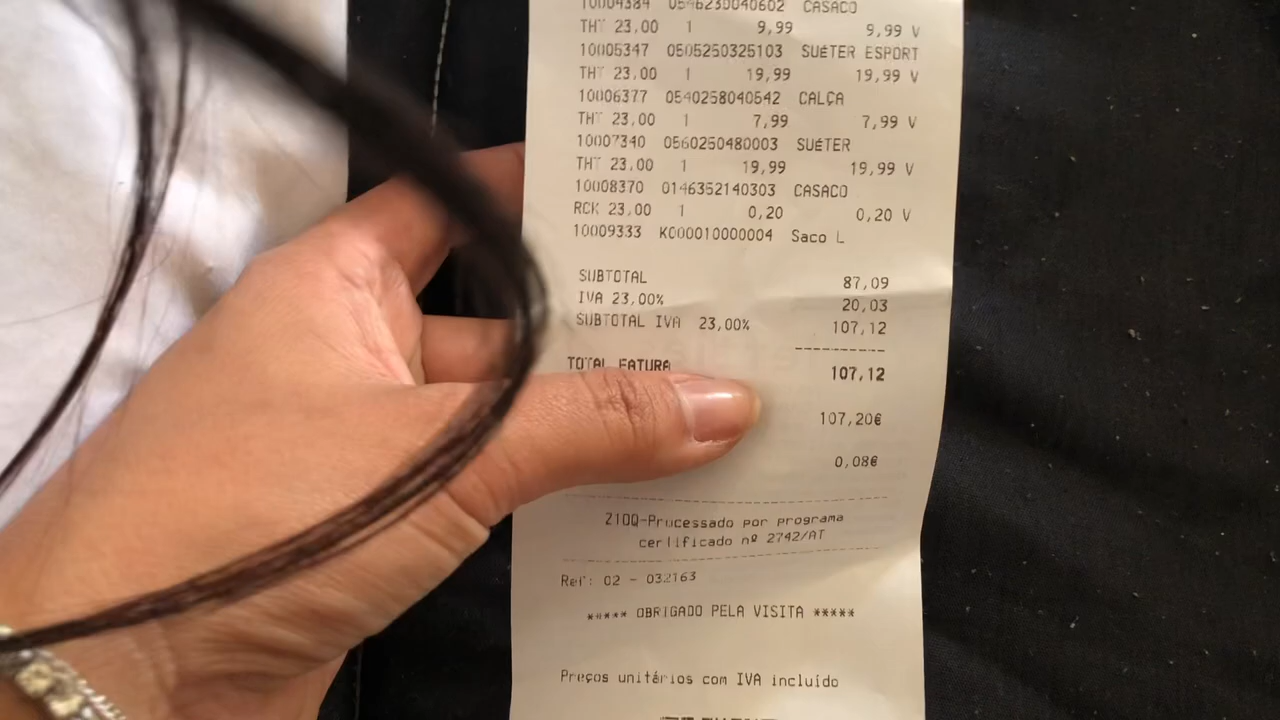 10004384 0546230040602 CASACO
THT 23,00 1 9,99 9,99 V
10005347 0505250325103 SUÉTER ESPORT
THT 23,00 1 19,99 19,99 V
10006377 0540258040542 CALÇA
THT 23,00 1 7,99 7,99 V
10007340 0560250480003 SUÉTER
THT 23,00 1 19,99 19,99 V
10008370 0146352140303 CASACO
RCK 23,00 1 0,20 0,20 V
10009333 K000010000004 Saco L
SUBTOTAL 87,09
IVA 23,00% 20,03
SUBTOTAL IVA 23,00% 107,12
---------
TOTAL FATURA 107,12
107,20€
0,08€
ZIOQ-Processado por programa
certificado nº 2742/AT
Ref: 02 - 032163
***** OBRIGADO PELA VISITA *****
Preços unitários com IVA incluído